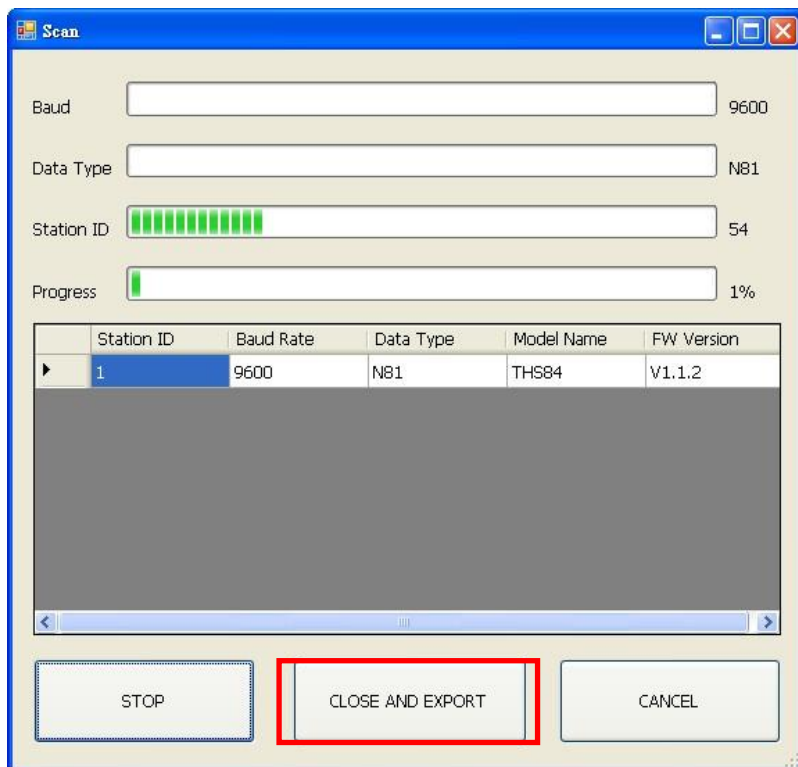 Scan
Baud 9600
Data Type N81
Station ID 54
Progress 1%
Station ID Baud Rate Data Type Model Name FW Version
1 9600 N81 THS84 V1.1.2
STOP CLOSE AND EXPORT CANCEL